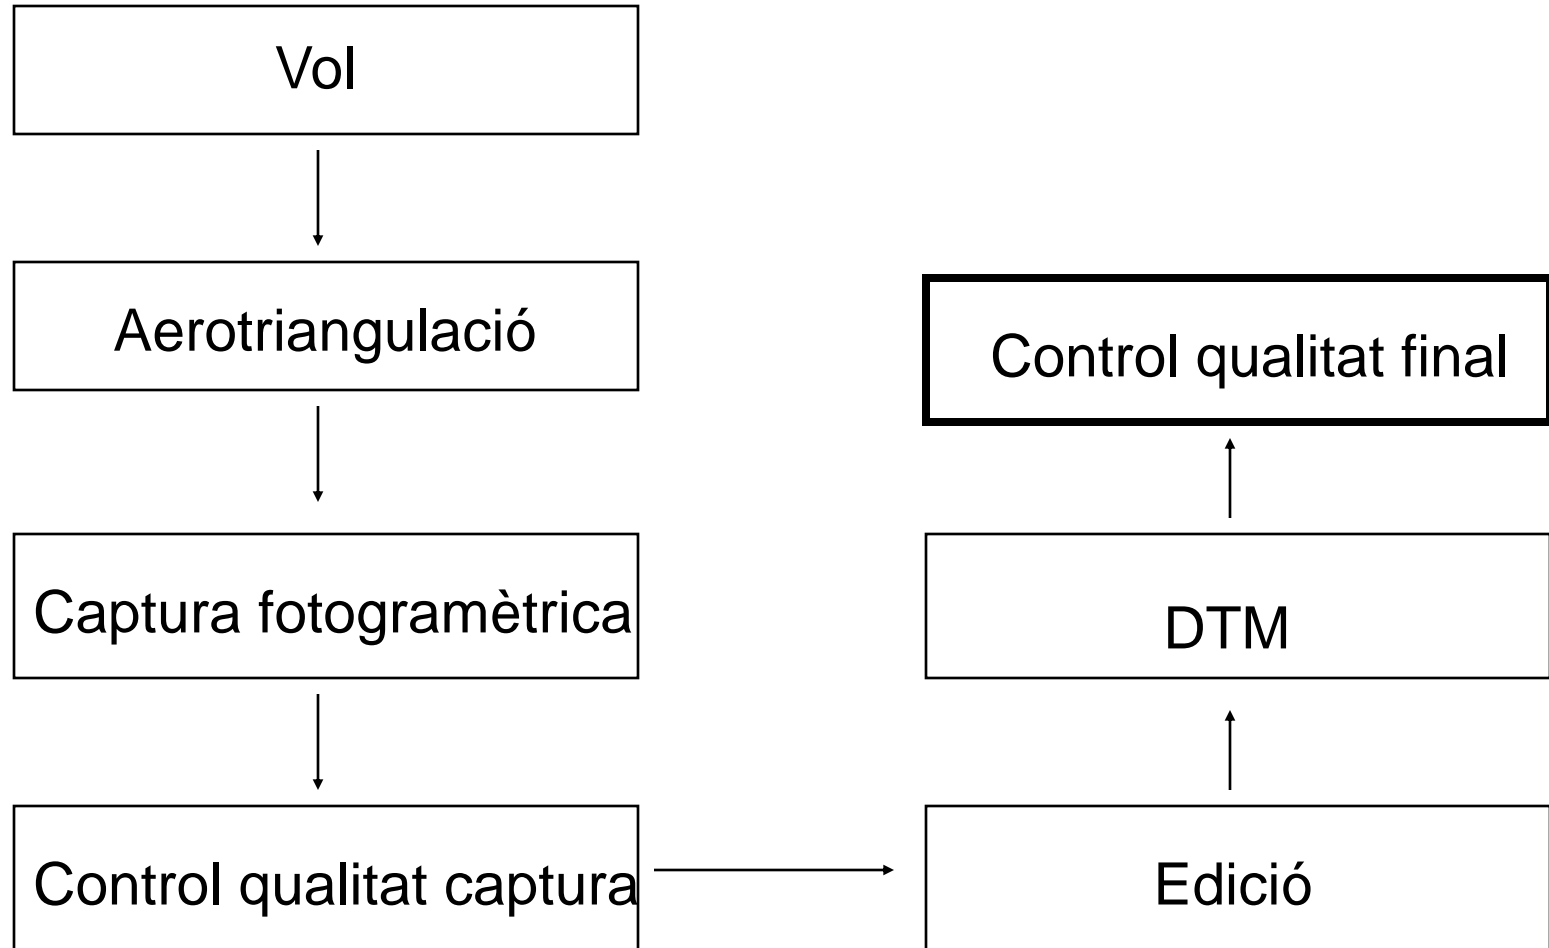 Vol
Aerotriangulació
Captura fotogramètrica
Control qualitat captura
Edició
DTM
Control qualitat final